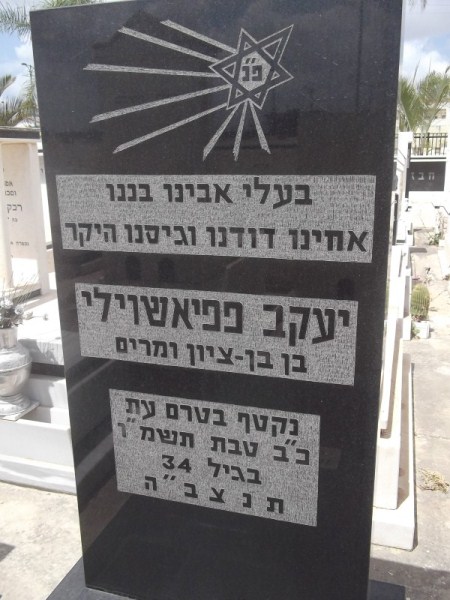 פ"נ
בעלי אבינו בננו
אחינו דודנו וגיסנו היקר
יעקב פפיאשוילי
בן בן-ציון ומרים
נקטף בטרם עת
כ"ב טבת תשמ"ו
בגיל 34
ת נ צ ב " ה